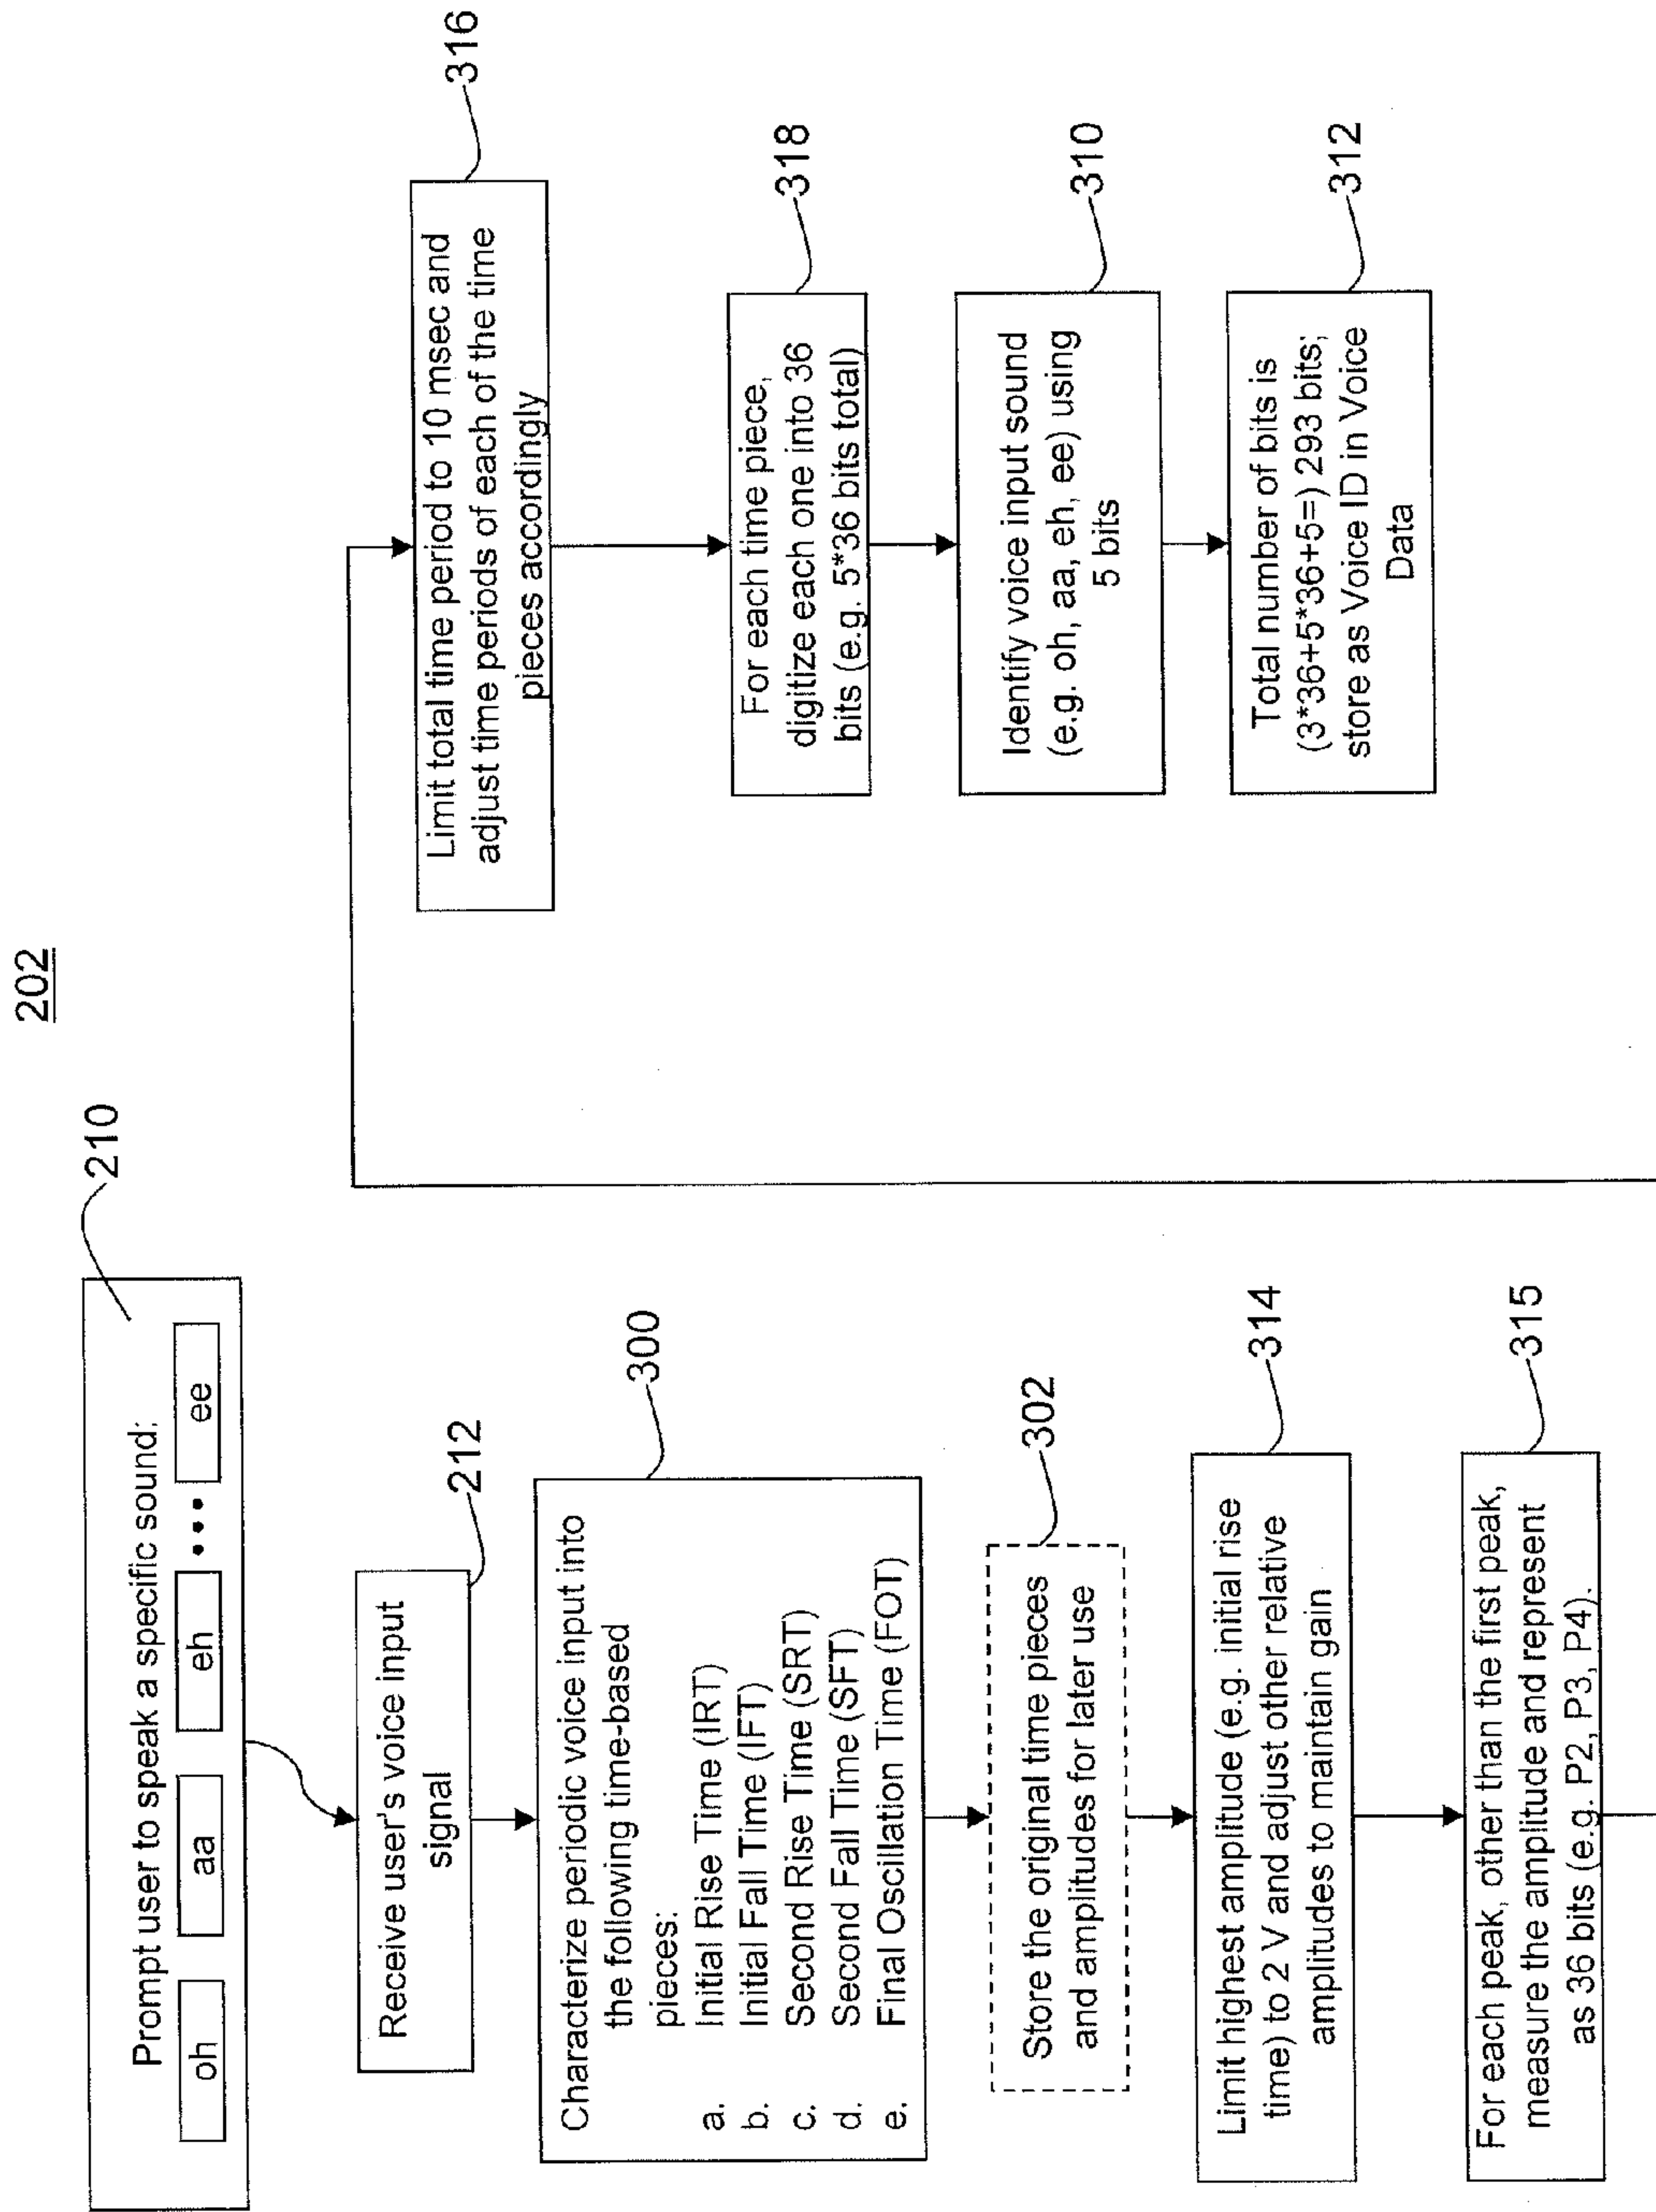 202
Prompt user to speak a specific sound:
oh
aa
eh
•••
ee
210
Receive user's voice input
signal
212
Characterize periodic voice input into
the following time-based
pieces:
a. Initial Rise Time (IRT)
b. Initial Fall Time (IFT)
c. Second Rise Time (SRT)
d. Second Fall Time (SFT)
e. Final Oscillation Time (FOT)
300
Store the original time pieces
and amplitudes for later use
302
Limit highest amplitude (e.g. initial rise
time) to 2 V and adjust other relative
amplitudes to maintain gain
314
For each peak, other than the first peak,
measure the amplitude and represent
as 36 bits (e.g. P2, P3, P4).
315
Limit total time period to 10 msec and
adjust time periods of each of the time
pieces accordingly
316
For each time piece,
digitize each one into 36
bits (e.g. 5*36 bits total)
318
Identify voice input sound
(e.g. oh, aa, eh, ee) using
5 bits
310
Total number of bits is
(3*36+5*36+5=) 293 bits;
store as Voice ID in Voice
Data
312